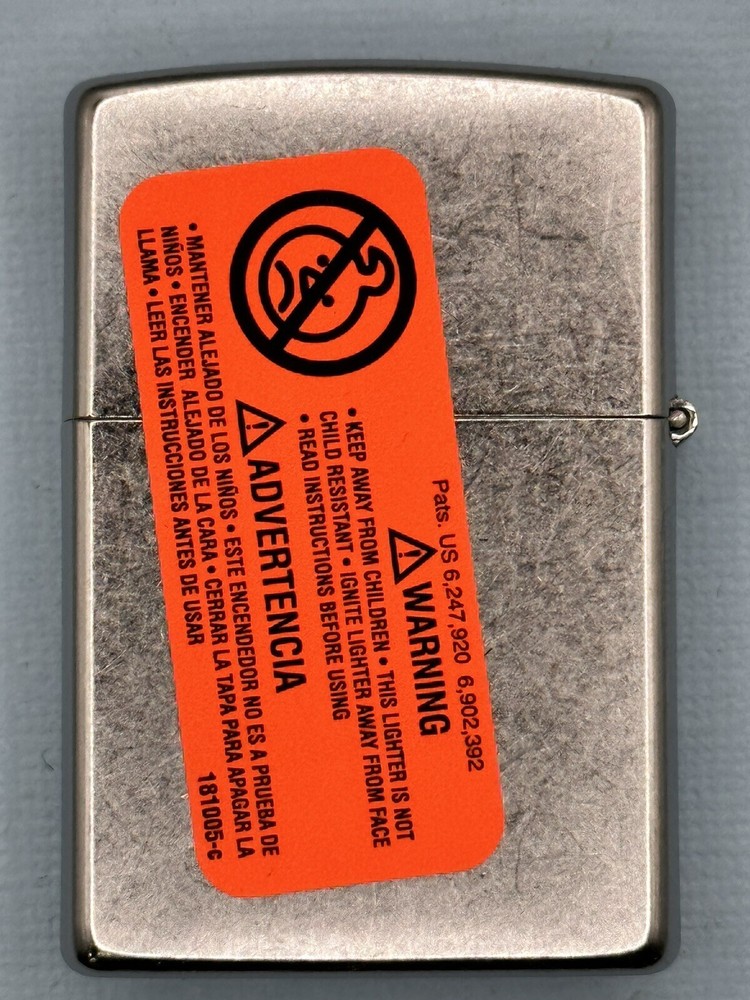 Pats. US 6,247,920 6,902,392
⚠ WARNING
• KEEP AWAY FROM CHILDREN • THIS LIGHTER IS NOT
CHILD RESISTANT • IGNITE LIGHTER AWAY FROM FACE
• READ INSTRUCTIONS BEFORE USING
⚠ ADVERTENCIA
• MANTENER ALEJADO DE LOS NIÑOS • ESTE ENCENDEDOR NO ES A PRUEBA DE
NIÑOS • ENCENDER ALEJADO DE LA CARA • CERRAR LA TAPA PARA APAGAR LA
LLAMA • LEER LAS INSTRUCCIONES ANTES DE USAR
181005-C